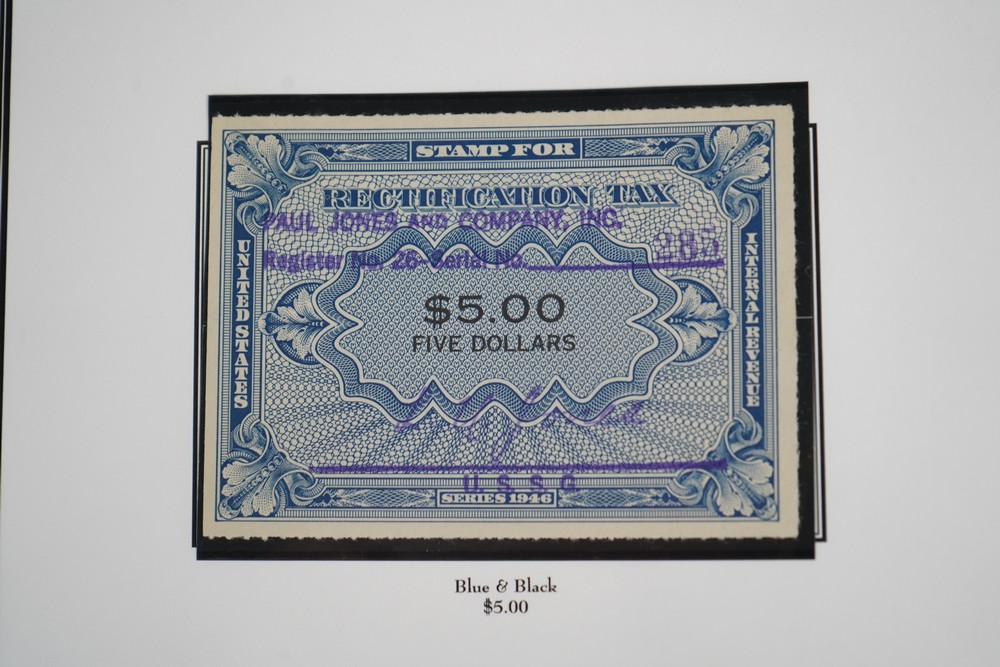 STAMP FOR
RECTIFICATION TAX
PAUL JONES AND COMPANY, INC.
Register No. 26-Serial No. 285
UNITED STATES
INTERNAL REVENUE
$5.00
FIVE DOLLARS
U. S. S. G.
SERIES 1946
Blue & Black
$5.00